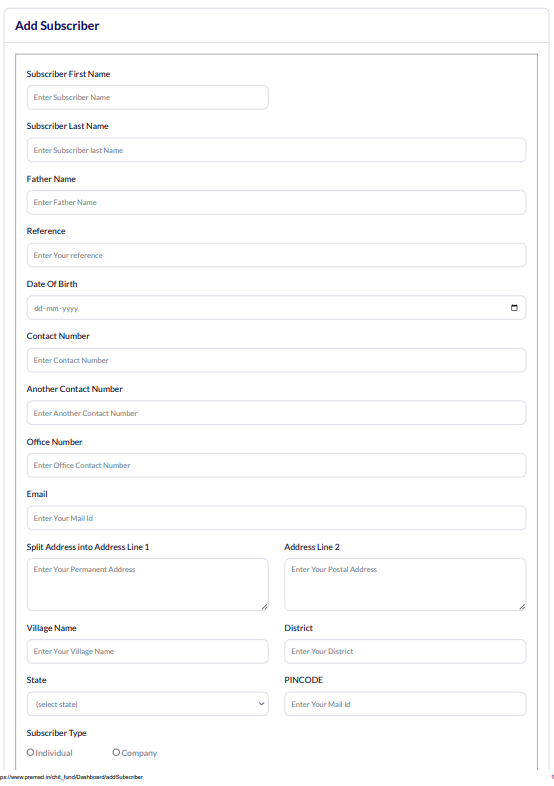 Add Subscriber
Subscriber First Name
Enter Subscriber Name
Subscriber Last Name
Enter Subscriber last Name
Father Name
Enter Father Name
Reference
Enter Your reference
Date Of Birth
dd-mm-yyyy
Contact Number
Enter Contact Number
Another Contact Number
Enter Another Contact Number
Office Number
Enter Office Contact Number
Email
Enter Your Mail Id
Split Address into Address Line 1 Address Line 2
Enter Your Permanent Address Enter Your Postal Address
Village Name District
Enter Your Village Name Enter Your District
State PINCODE
(select state) Enter Your Mail Id
Subscriber Type
Individual Company
ps://www.premad.in/chit_fund/Dashboard/addSubscriber 1